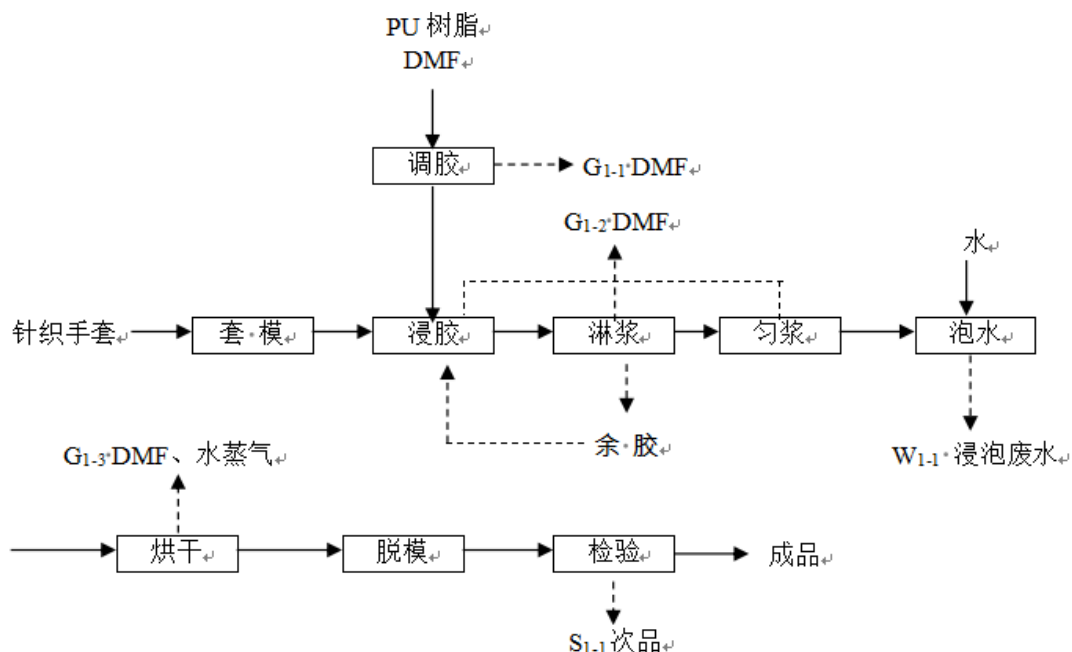 PU 树脂
DMF
调胶
G1-1 DMF
G1-2 DMF
水
针织手套
套 模
浸胶
淋浆
匀浆
泡水
余 胶
G1-3 DMF、水蒸气
W1-1 浸泡废水
烘干
脱模
检验
成品
S1-1 次品